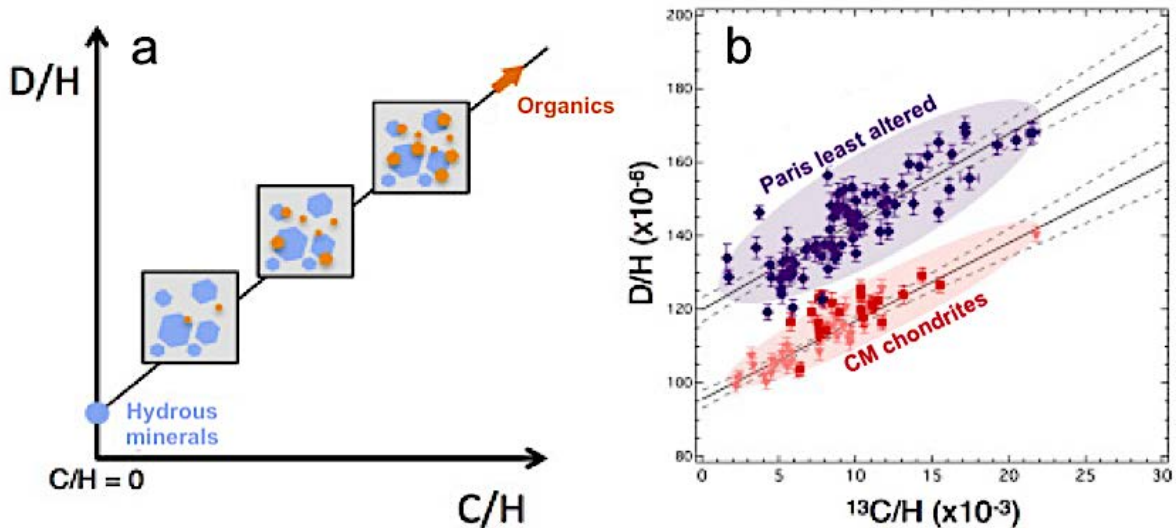 a
D/H
Organics
Hydrous
minerals
C/H = 0
C/H
b
200
180
160
140
120
100
80
D/H (x10⁻⁶)
Paris least altered
CM chondrites
0
5
10
15
20
25
30
¹³C/H (x10⁻³)